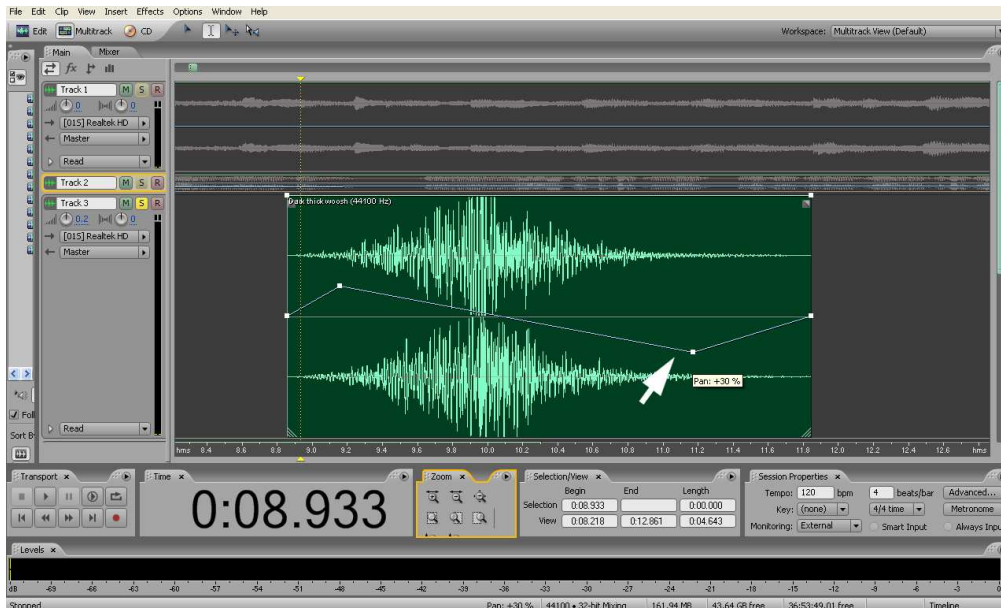 File Edit Clip View Insert Effects Options Window Help
Edit Multitrack CD
Workspace: Multitrack View (Default)
Main Mixer
fx
Track 1 M S R
0 0
[01S] Realtek HD
Master
Read
Track 2 M S R
Track 3 M S R
0.2 0
[01S] Realtek HD
Master
Read
Dark thick woosh (44100 Hz)
Pan: +30 %
Foll
Sort B
hms 8.4 8.6 8.8 9.0 9.2 9.4 9.6 9.8 10.0 10.2 10.4 10.6 10.8 11.0 11.2 11.4 11.6 11.8 12.0 12.2 12.4 12.6 hms
Transport x
Time x
0:08.933
Zoom x
Selection/View x
Begin End Length
Selection 0:08.933 0:00.000
View 0:08.218 0:12.861 0:04.643
Session Properties x
Tempo: 120 bpm 4 beats/bar Advanced...
Key: (none) 4/4 time Metronome
Monitoring: External Smart Input Always Inpu
Levels x
dB -69 -66 -63 -60 -57 -54 -51 -48 -45 -42 -39 -36 -33 -30 -27 -24 -21 -18 -15 -12 -9 -6 -3
Stopped Pan: +30 % 44100 • 32-bit Mixing 161.94 MB 43.64 GB free 36:53:49.01 free Timeline